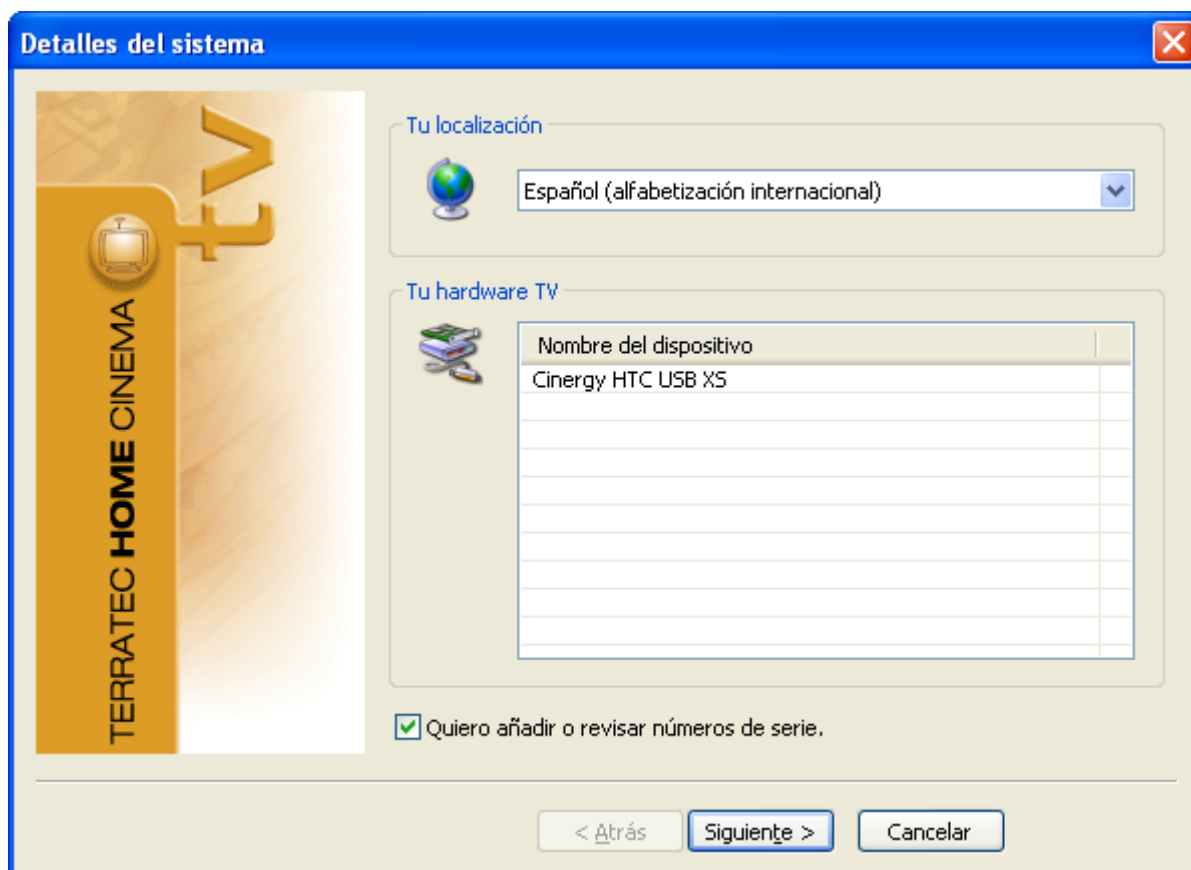 Detalles del sistema
tv
TERRATEC HOME CINEMA
Tu localización
Español (alfabetización internacional)
Tu hardware TV
Nombre del dispositivo
Cinergy HTC USB XS
Quiero añadir o revisar números de serie.
< Atrás
Siguiente >
Cancelar